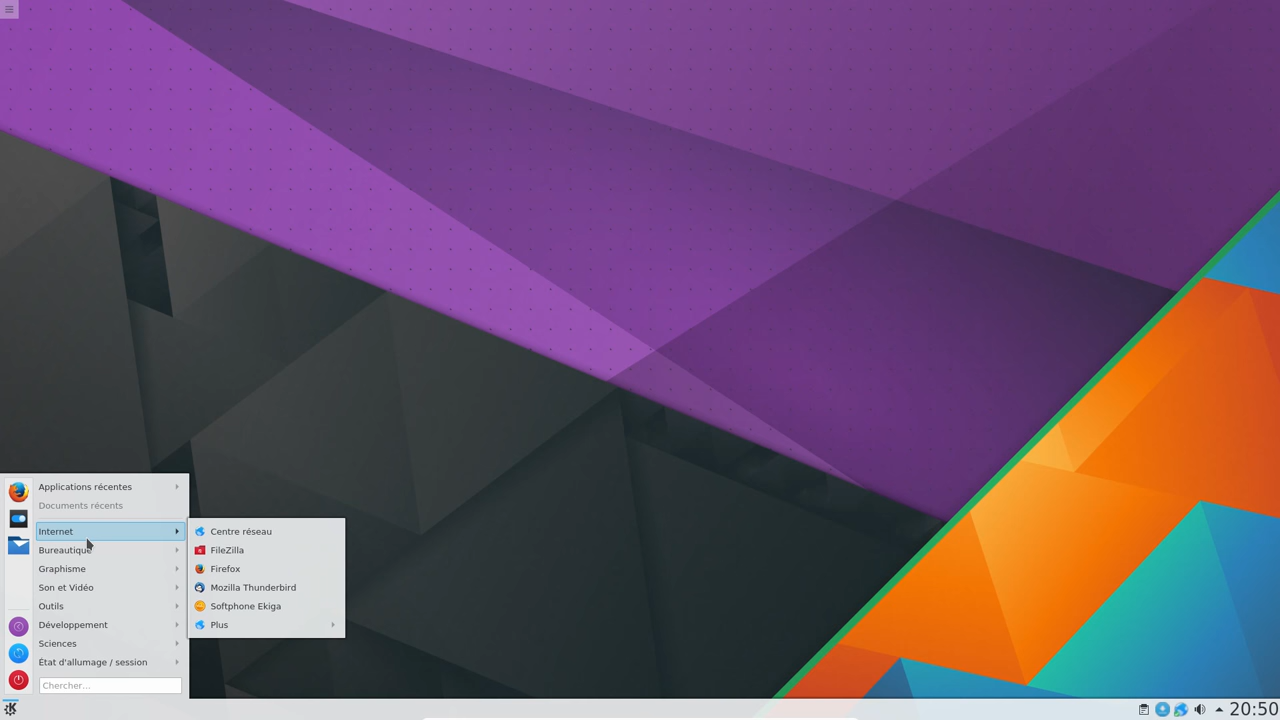 Applications récentes
Documents récents
Internet
Bureautique
Graphisme
Son et Vidéo
Outils
Développement
Sciences
État d'allumage / session
Chercher...
Centre réseau
FileZilla
Firefox
Mozilla Thunderbird
Softphone Ekiga
Plus
20:50